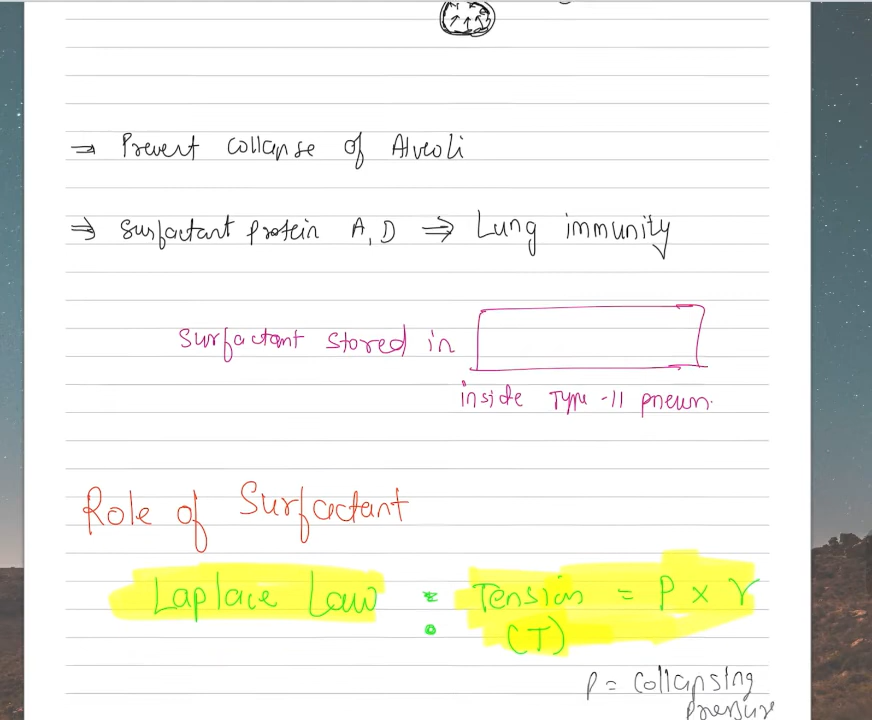 ⇒ Prevent collapse of Alveoli
⇒ Surfactant protein A, D ⇒ Lung immunity
Surfactant stored in
inside Type-II pneum.
Role of Surfactant
Laplace Law : Tension = P x r
(T)
P = Collapsing
Pressure